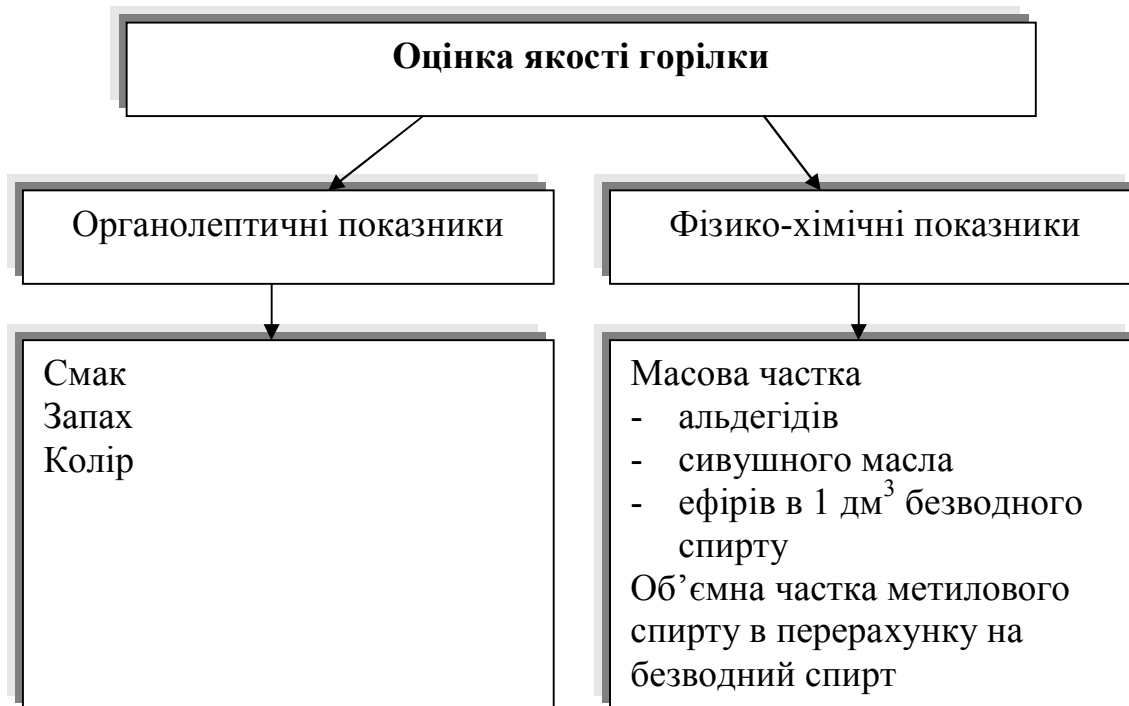 Оцінка якості горілки
Органолептичні показники
Фізико-хімічні показники
Смак
Запах
Колір
Масова частка
- альдегідів
- сивушного масла
- ефірів в 1 дм³ безводного
спирту
Об’ємна частка метилового
спирту в перерахунку на
безводний спирт